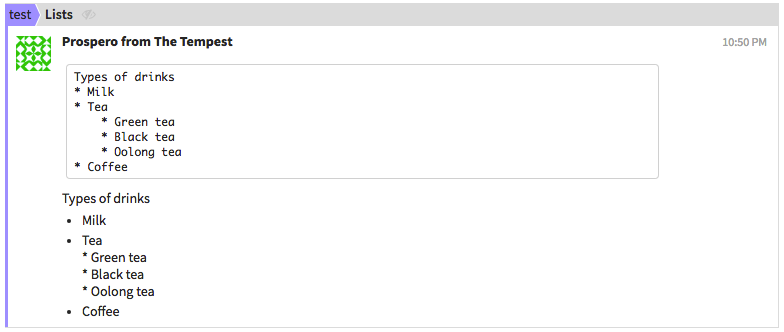 test Lists
Prospero from The Tempest 10:50 PM
Types of drinks
* Milk
* Tea
    * Green tea
    * Black tea
    * Oolong tea
* Coffee
Types of drinks
• Milk
• Tea
* Green tea
* Black tea
* Oolong tea
• Coffee